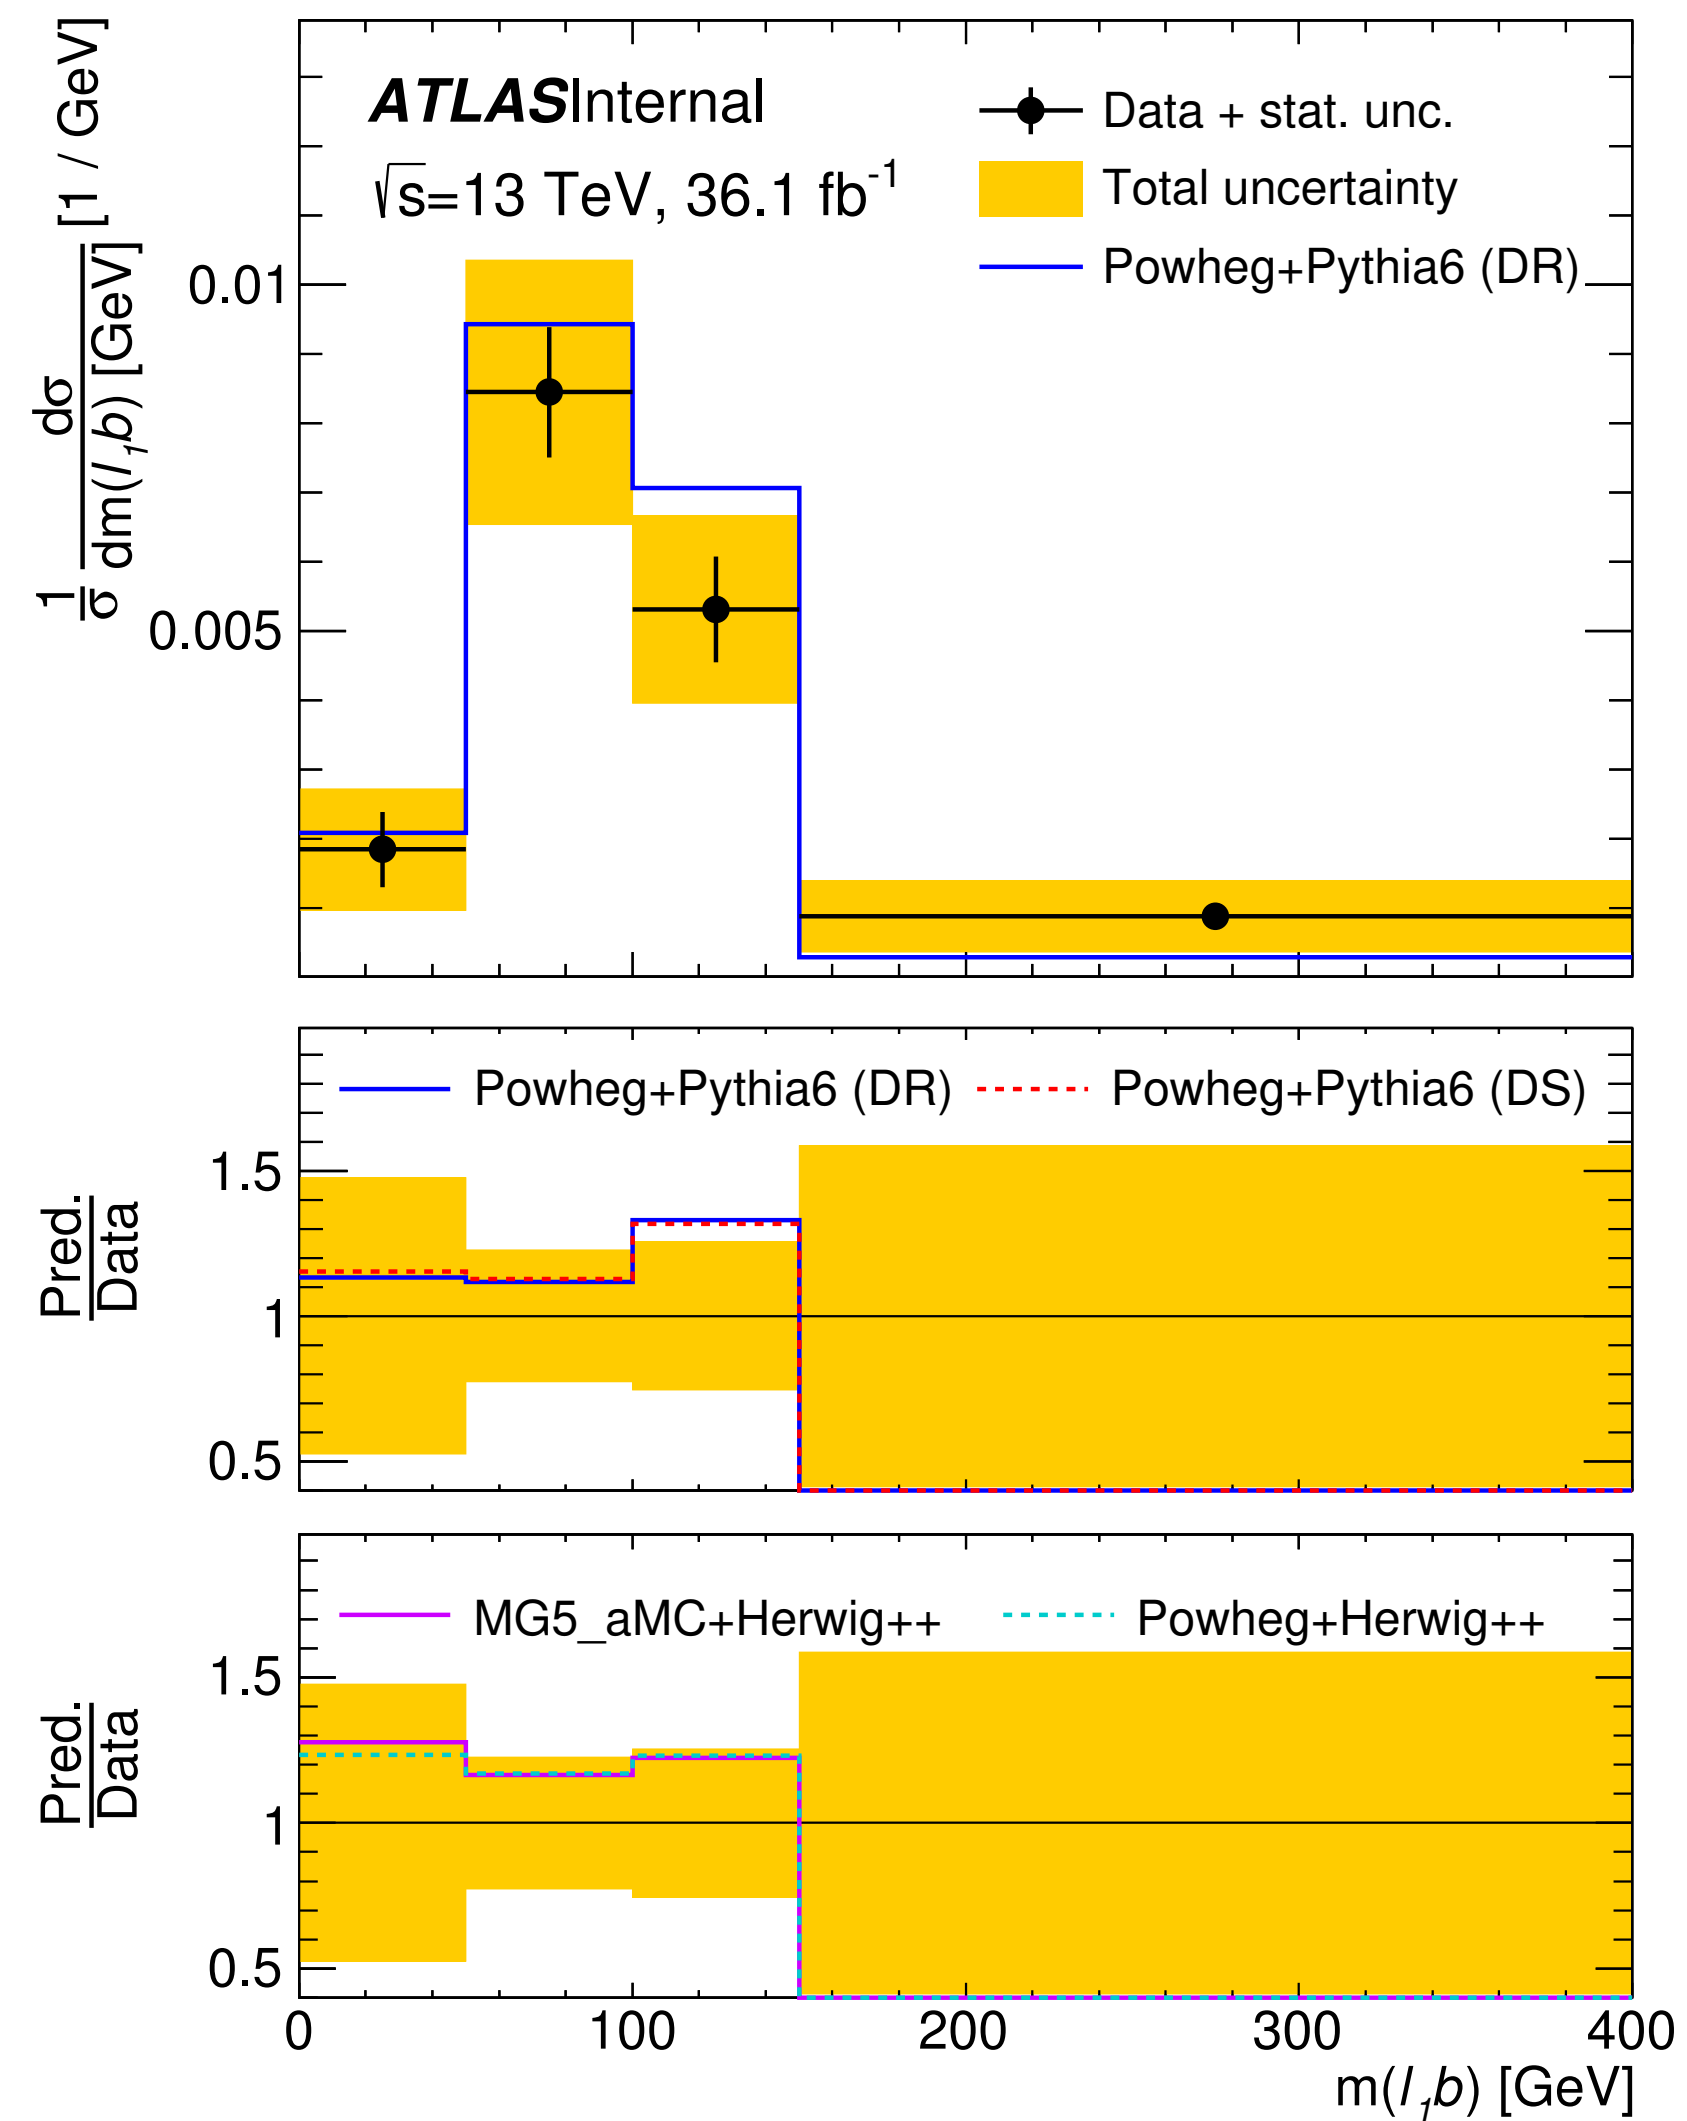 ATLAS Internal
√s=13 TeV, 36.1 fb⁻¹
Data + stat. unc.
Total uncertainty
Powheg+Pythia6 (DR)
1/σ dσ/dm(l₁b) [GeV] [1 / GeV]
0.01
0.005
Powheg+Pythia6 (DR)
Powheg+Pythia6 (DS)
Pred.
Data
1.5
1
0.5
MG5_aMC+Herwig++
Powheg+Herwig++
Pred.
Data
1.5
1
0.5
0 100 200 300 400
m(l₁b) [GeV]